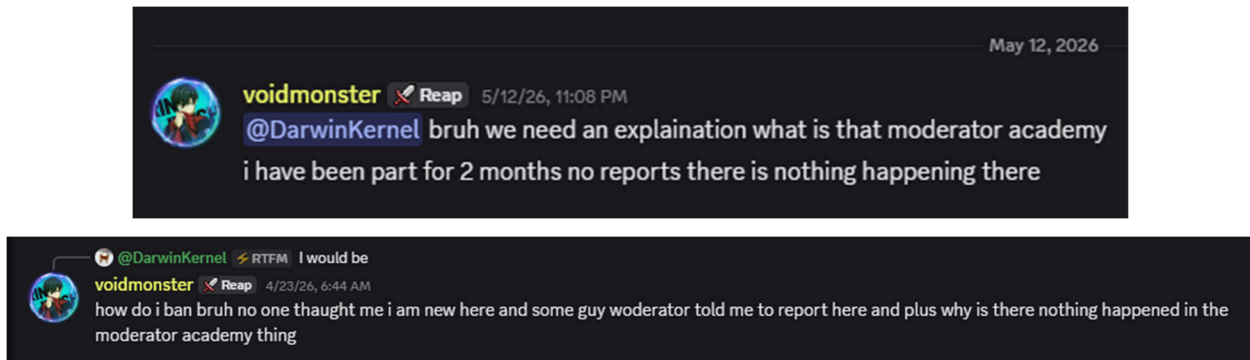 May 12, 2026
voidmonster Reap 5/12/26, 11:08 PM
@DarwinKernel bruh we need an explaination what is that moderator academy
i have been part for 2 months no reports there is nothing happening there
@DarwinKernel RTFM I would be
voidmonster Reap 4/23/26, 6:44 AM
how do i ban bruh no one thaught me i am new here and some guy woderator told me to report here and plus why is there nothing happened in the
moderator academy thing